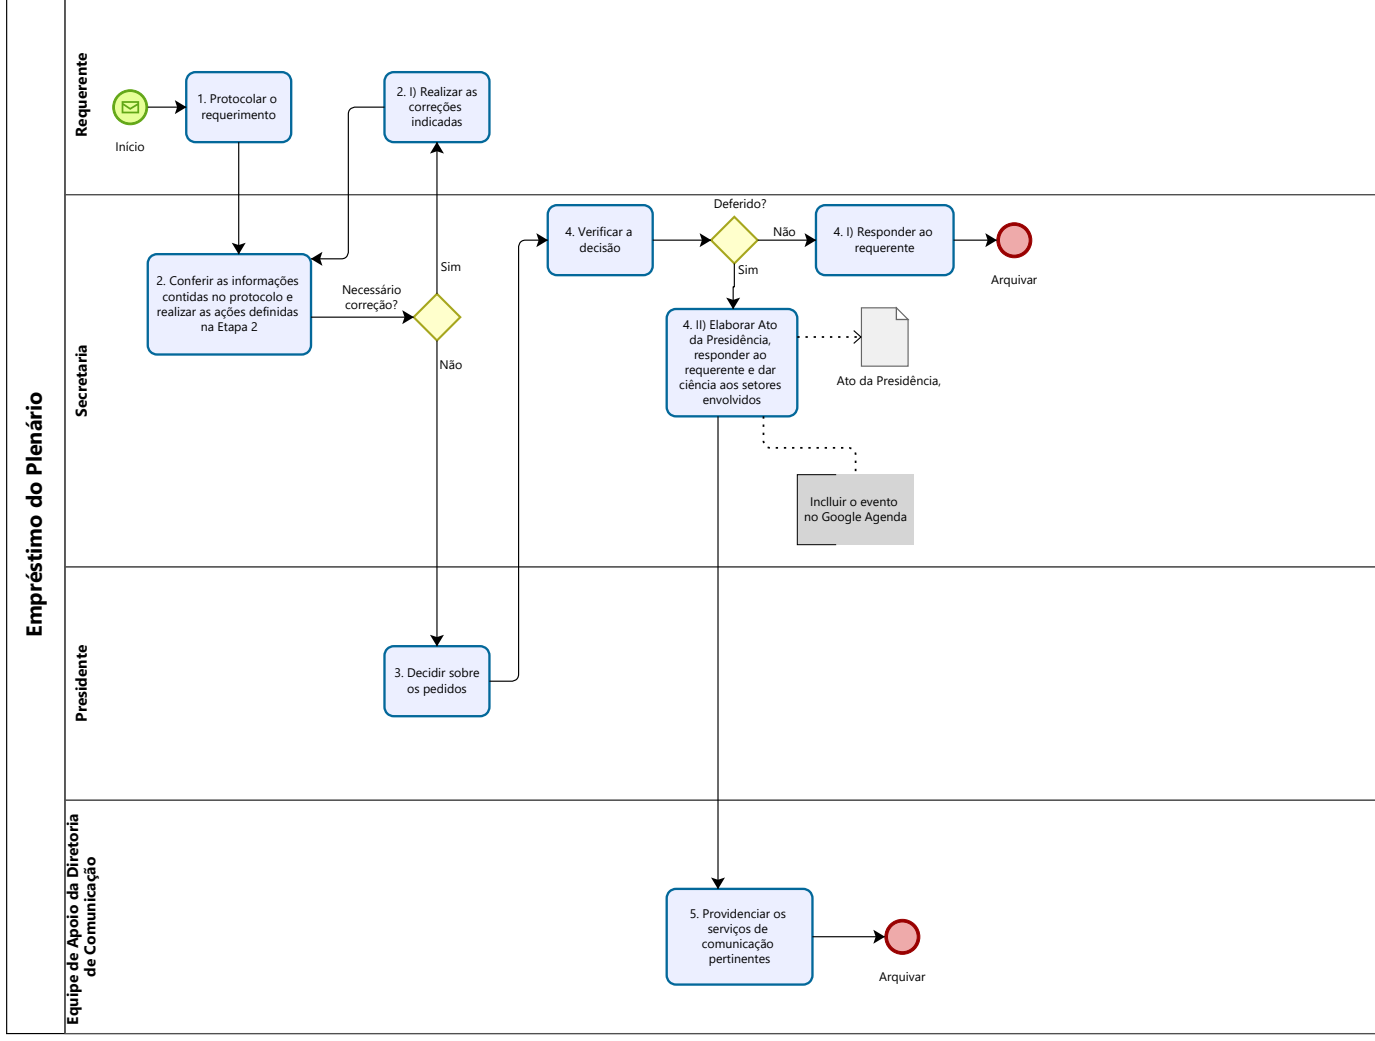 Empréstimo do Plenário
Requerente
Início
1. Protocolar o
requerimento
2. I) Realizar as
correções
indicadas
Secretaria
2. Conferir as informações
contidas no protocolo e
realizar as ações definidas
na Etapa 2
Necessário
correção?
Sim
Não
4. Verificar a
decisão
Deferido?
Não
Sim
4. I) Responder ao
requerente
Arquivar
4. II) Elaborar Ato
da Presidência,
responder ao
requerente e dar
ciência aos setores
envolvidos
Ato da Presidência,
Inclluir o evento
no Google Agenda
Presidente
3. Decidir sobre
os pedidos
Equipe de Apoio da Diretoria
de Comunicação
5. Providenciar os
serviços de
comunicação
pertinentes
Arquivar